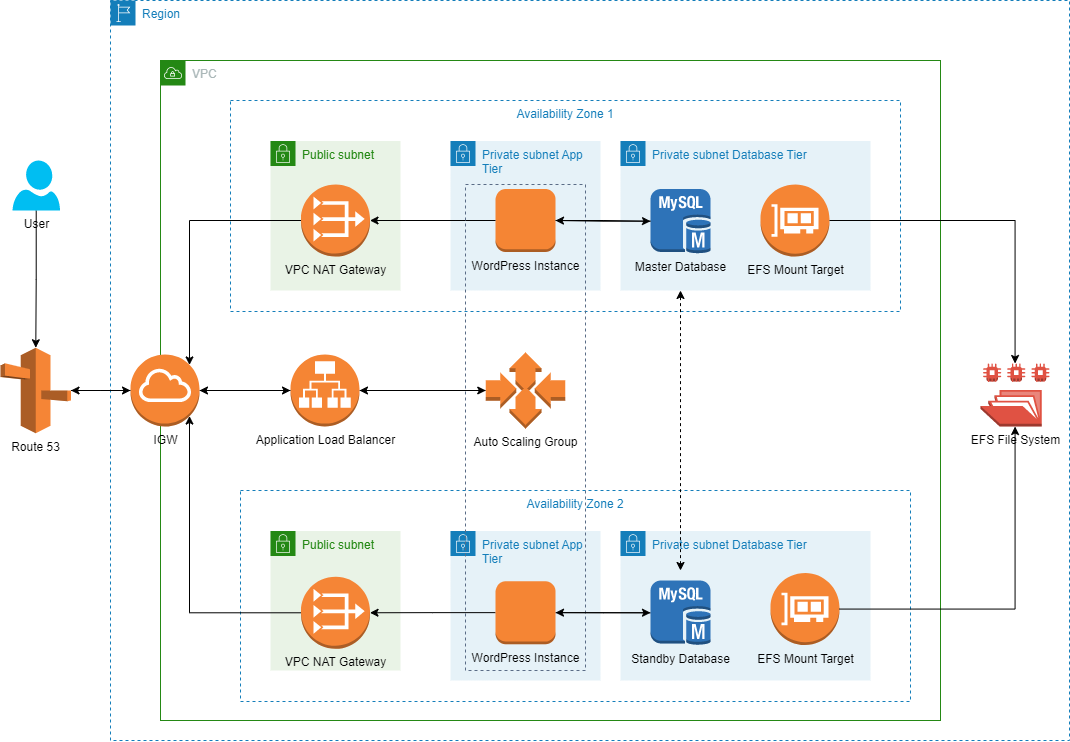 Region
VPC
Availability Zone 1
Public subnet
Private subnet App
Tier
Private subnet Database Tier
MySQL
M
User
VPC NAT Gateway
WordPress Instance
Master Database
EFS Mount Target
Route 53
IGW
Application Load Balancer
Auto Scaling Group
EFS File System
Availability Zone 2
Public subnet
Private subnet App
Tier
Private subnet Database Tier
MySQL
M
VPC NAT Gateway
WordPress Instance
Standby Database
EFS Mount Target